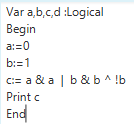 Var a,b,c,d :Logical
Begin
a:=0
b:=1
c:= a & a | b & b ^ !b
Print c
End